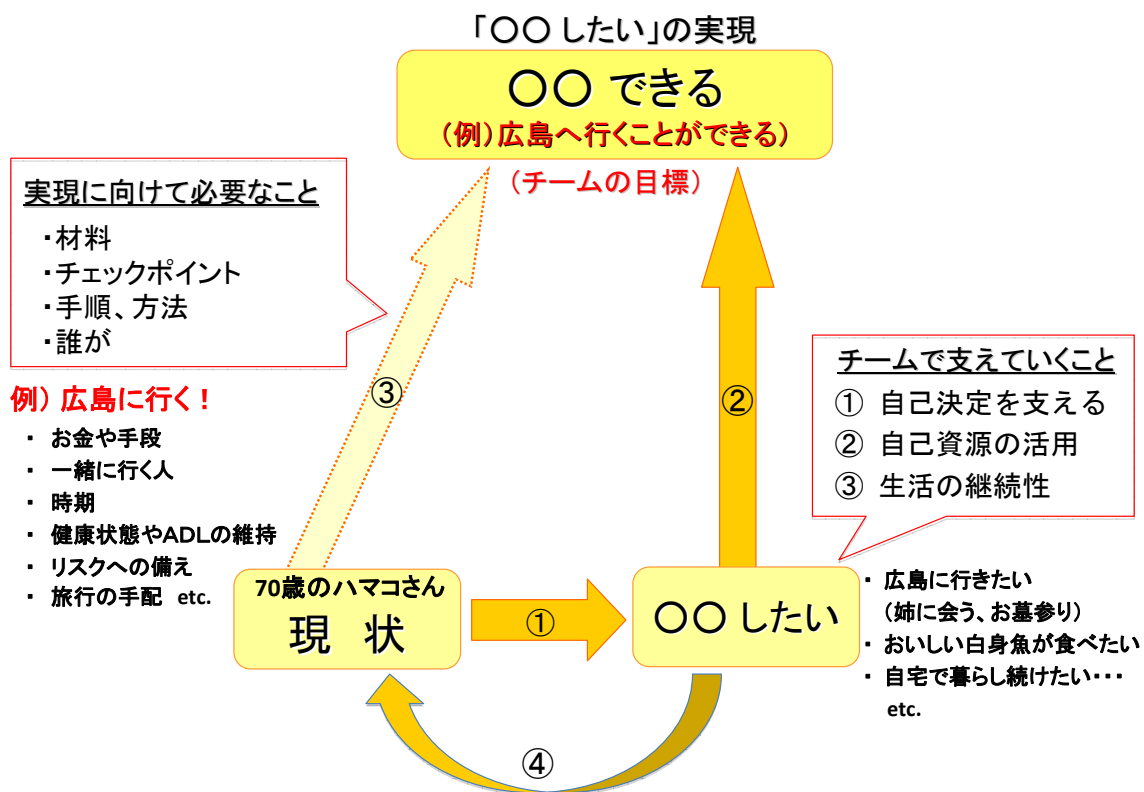 「〇〇 したい」の実現
〇〇 できる
(例)広島へ行くことができる)
(チームの目標)
実現に向けて必要なこと
・材料
・チェックポイント
・手順、方法
・誰が
例) 広島に行く!
・ お金や手段
・ 一緒に行く人
・ 時期
・ 健康状態やADLの維持
・ リスクへの備え
・ 旅行の手配 etc.
③
②
チームで支えていくこと
① 自己決定を支える
② 自己資源の活用
③ 生活の継続性
70歳のハマコさん
現 状
①
〇〇 したい
・ 広島に行きたい
(姉に会う、お墓参り)
・ おいしい白身魚が食べたい
・ 自宅で暮らし続けたい・・・
etc.
④